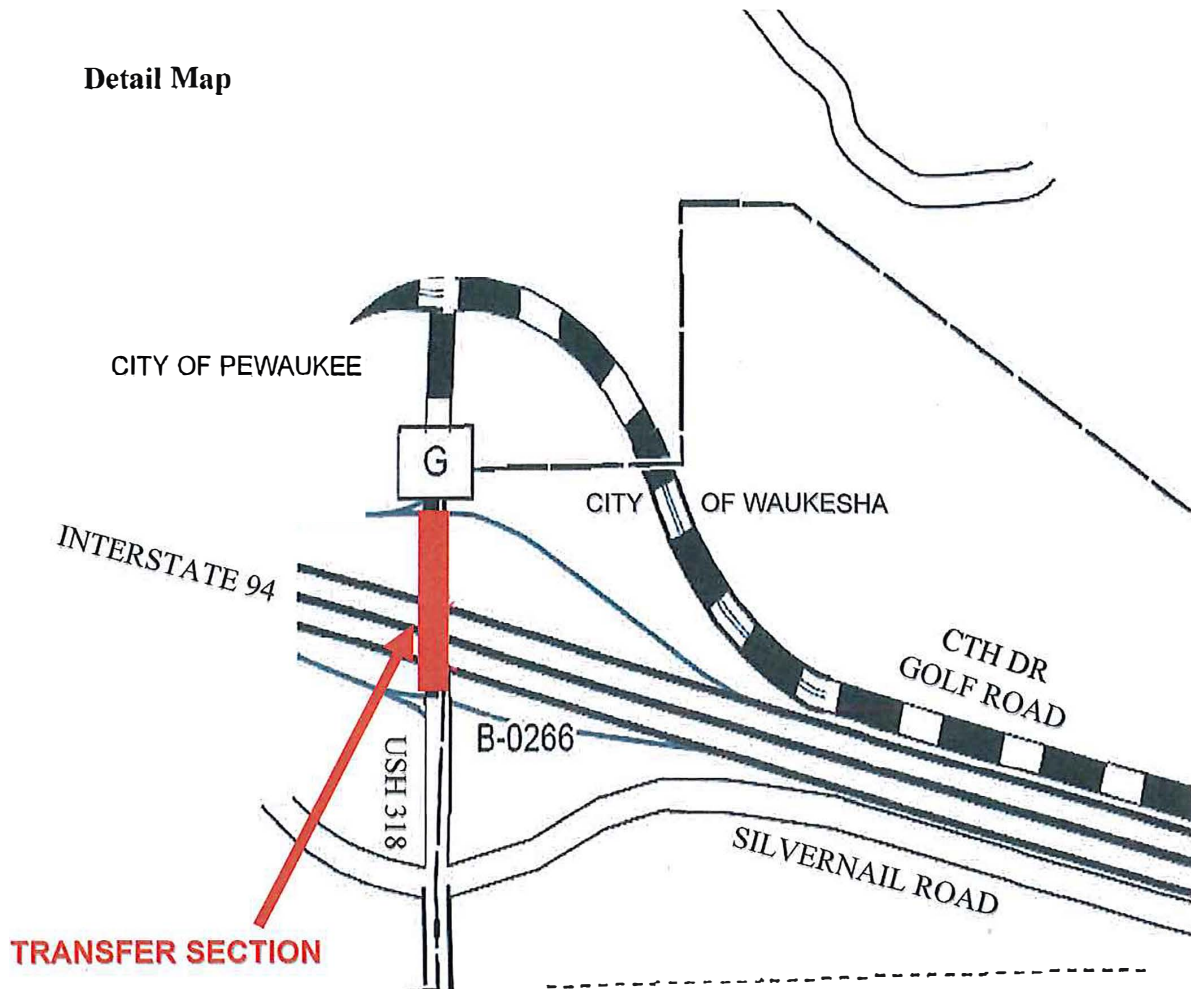 Detail Map
CITY OF PEWAUKEE
G
CITY OF WAUKESHA
INTERSTATE 94
CTH DR
GOLF ROAD
B-0266
USH 318
SILVERNAIL ROAD
TRANSFER SECTION